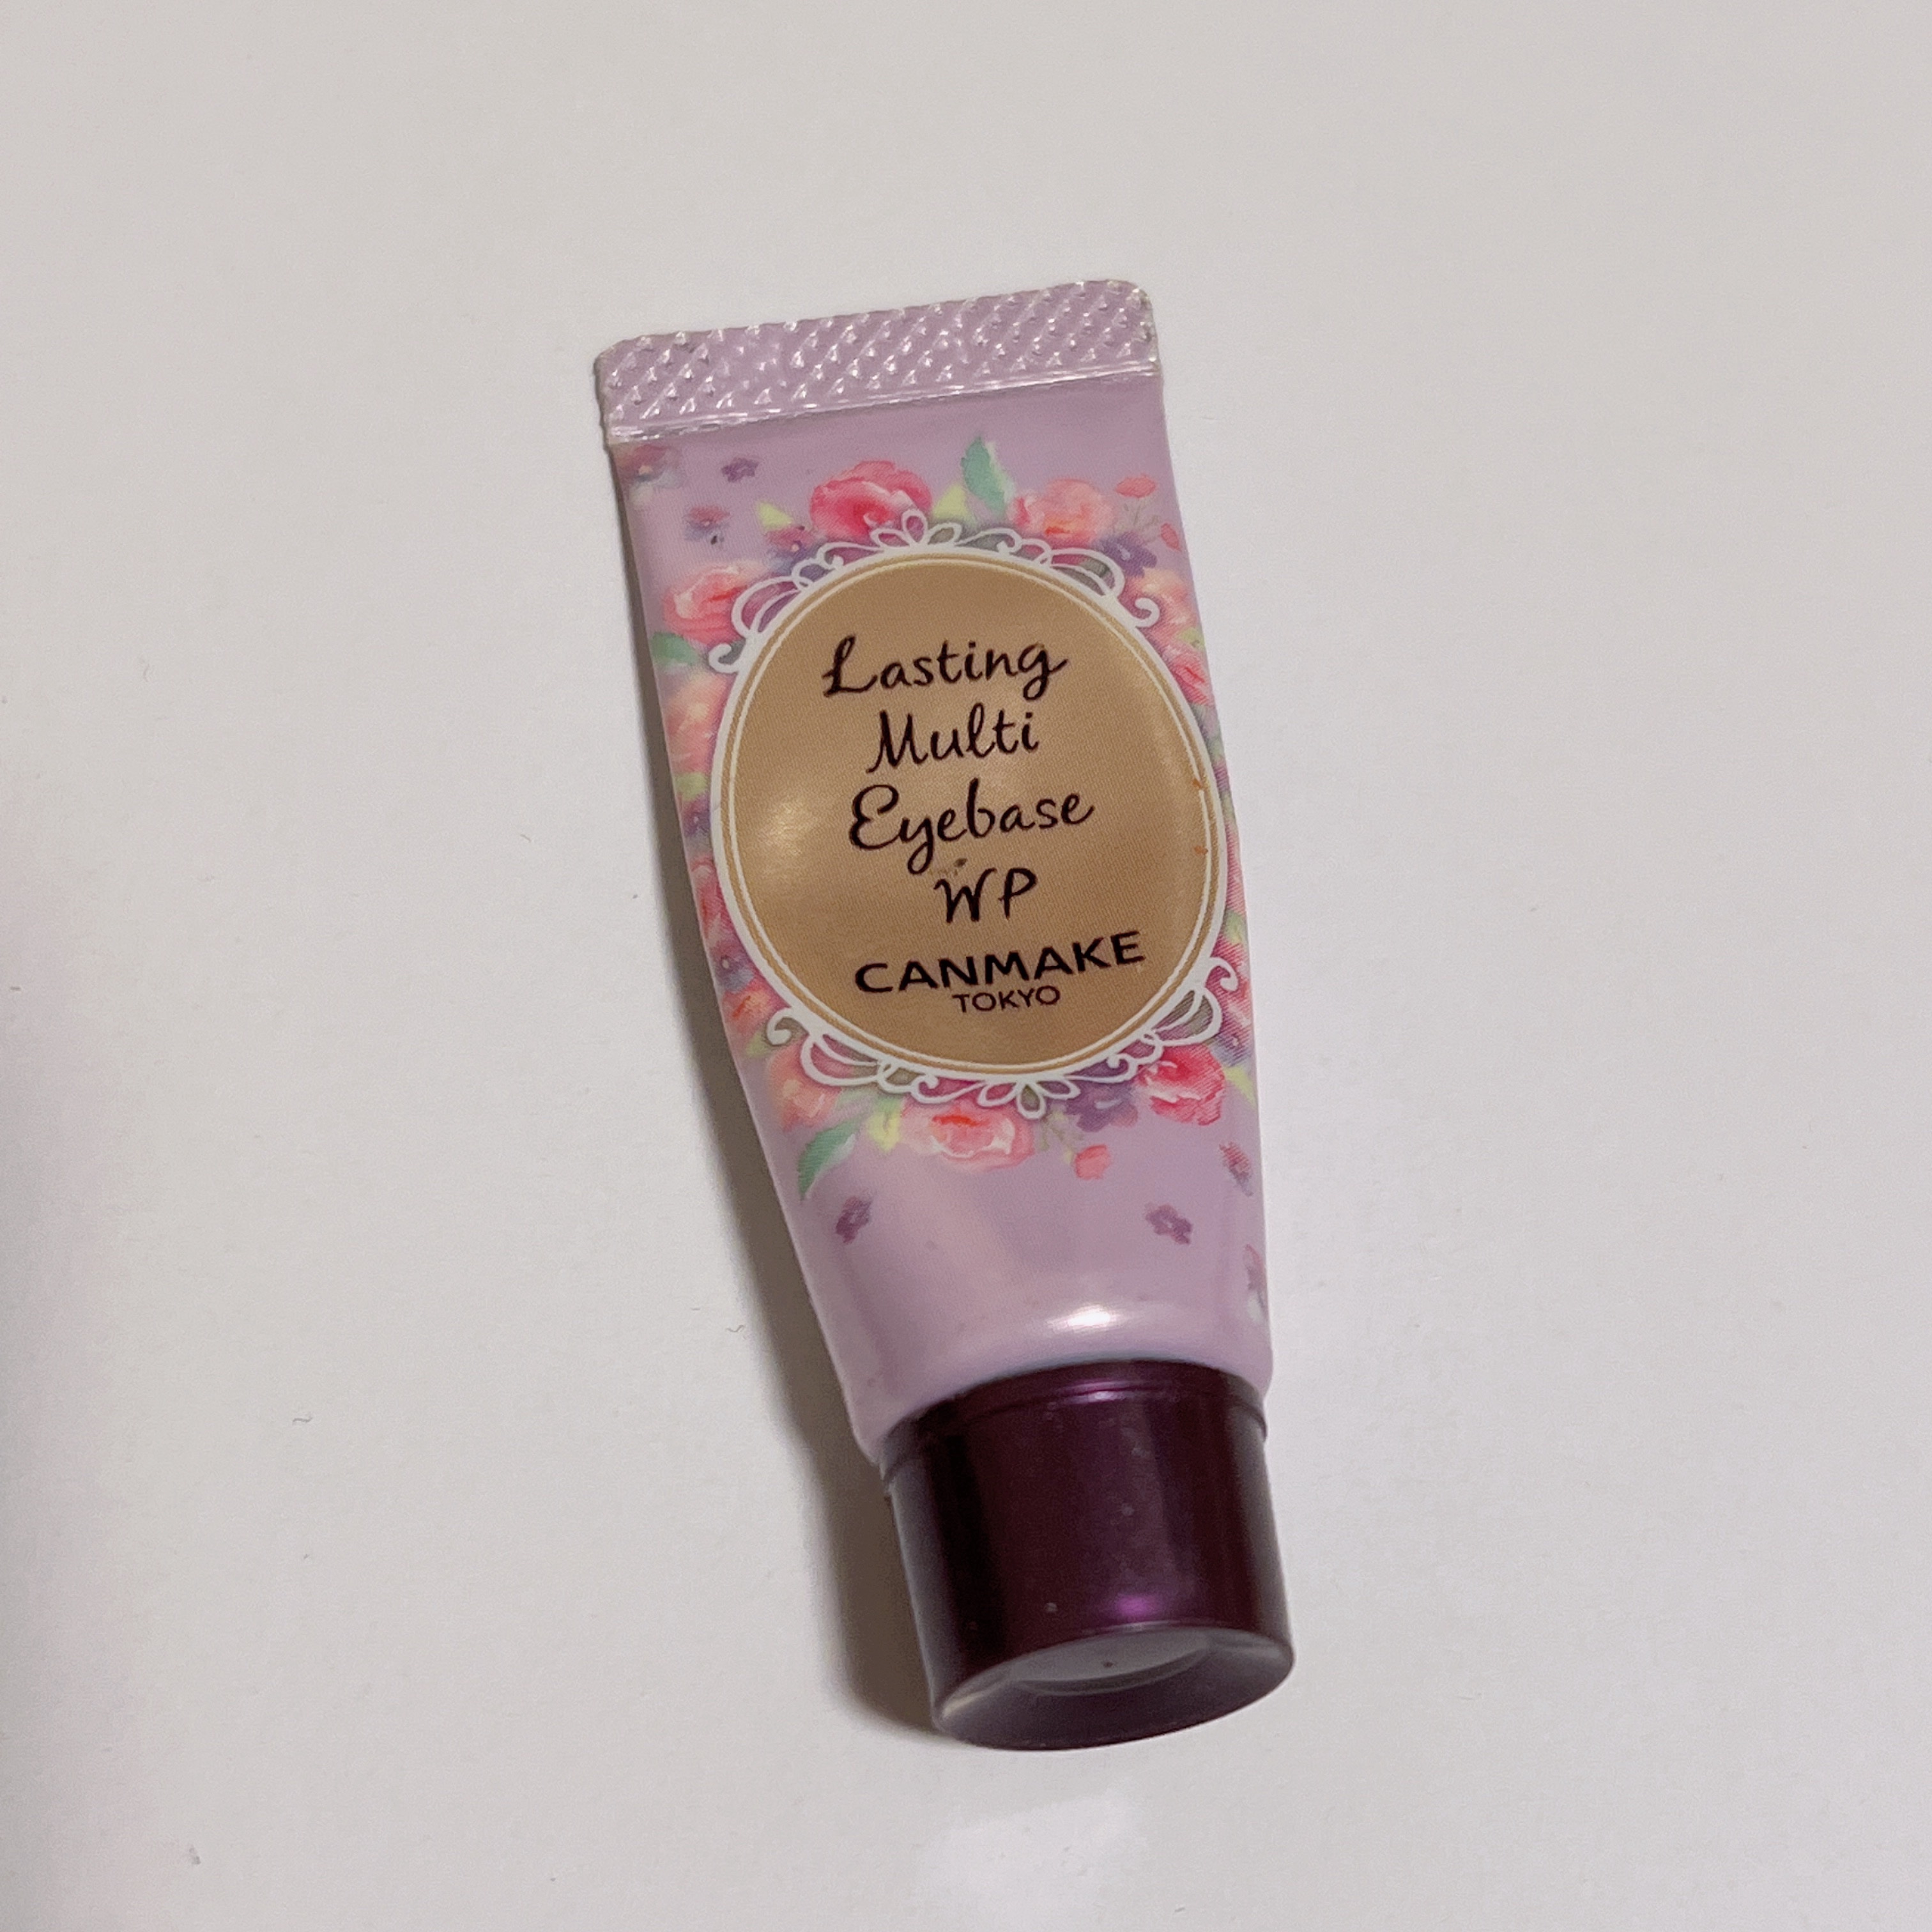 Lasting
Multi
Eyebase
WP
CANMAKE
TOKYO